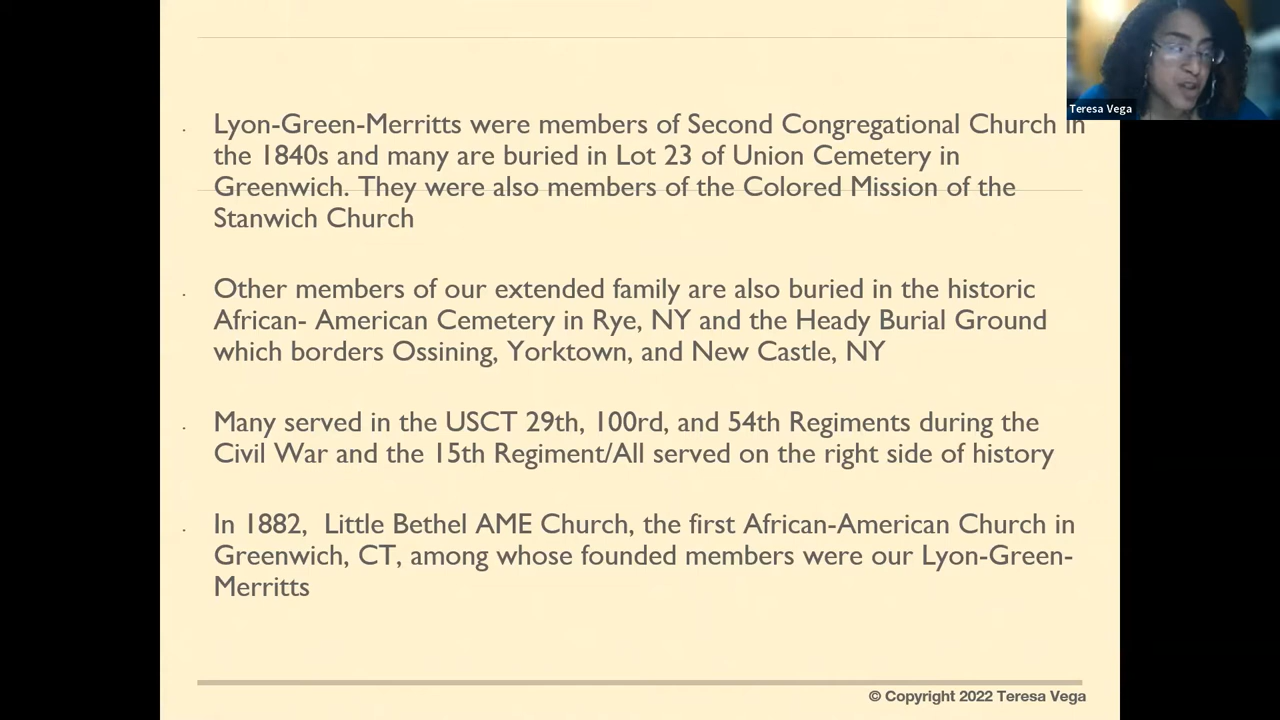 Lyon-Green-Merritts were members of Second Congregational Church in
the 1840s and many are buried in Lot 23 of Union Cemetery in
Greenwich. They were also members of the Colored Mission of the
Stanwich Church
Other members of our extended family are also buried in the historic
African- American Cemetery in Rye, NY and the Heady Burial Ground
which borders Ossining, Yorktown, and New Castle, NY
Many served in the USCT 29th, 100rd, and 54th Regiments during the
Civil War and the 15th Regiment/All served on the right side of history
In 1882,  Little Bethel AME Church, the first African-American Church in
Greenwich, CT, among whose founded members were our Lyon-Green-
Merritts
© Copyright 2022 Teresa Vega
Teresa Vega